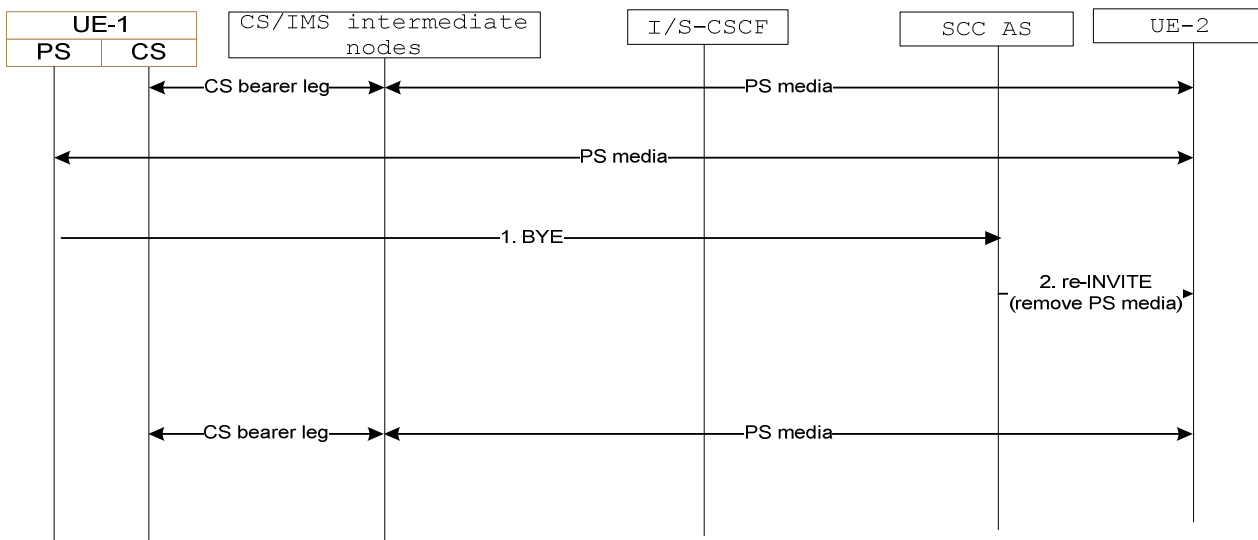 UE-1
PS CS
CS/IMS intermediate
nodes
I/S-CSCF
SCC AS
UE-2
CS bearer leg
PS media
PS media
1. BYE
2. re-INVITE
(remove PS media)
CS bearer leg
PS media